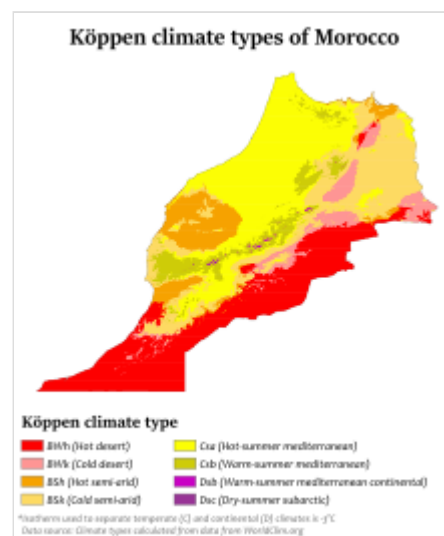 Köppen climate types of Morocco
Köppen climate type
BWh (Hot desert)
BWk (Cold desert)
BSh (Hot semi-arid)
BSk (Cold semi-arid)
Csa (Hot-summer mediterranean)
Csb (Warm-summer mediterranean)
Dsb (Warm-summer mediterranean continental)
Dsc (Dry-summer subarctic)
*Isotherm used to separate temperate (C) and continental (D) climates is -3°C
Data source: Climate types calculated from data from WorldClim.org